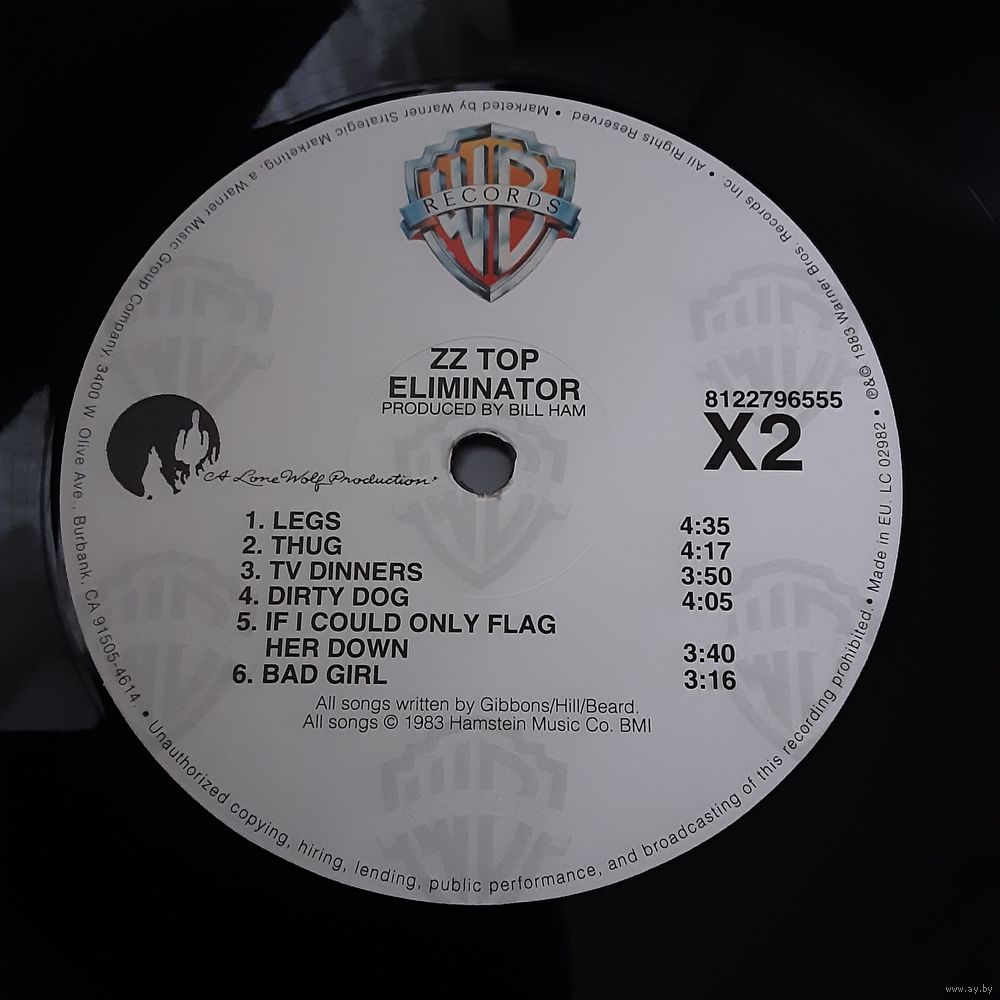 WB
RECORDS
ZZ TOP
ELIMINATOR
PRODUCED BY BILL HAM
8122796555
X2
A Lone Wolf Production
1. LEGS 4:35
2. THUG 4:17
3. TV DINNERS 3:50
4. DIRTY DOG 4:05
5. IF I COULD ONLY FLAG
HER DOWN 3:40
6. BAD GIRL 3:16
All songs written by Gibbons/Hill/Beard.
All songs © 1983 Hamstein Music Co. BMI
• Unauthorized copying, hiring, lending, public performance, and broadcasting of this recording prohibited. • Made in EU. LC 02982 • ℗&© 1983 Warner Bros. Records Inc. • All Rights Reserved. • Marketed by Warner Strategic Marketing, a Warner Music Group Company, 3400 W. Olive Ave., Burbank, CA 91505-4614.
www.ay.by